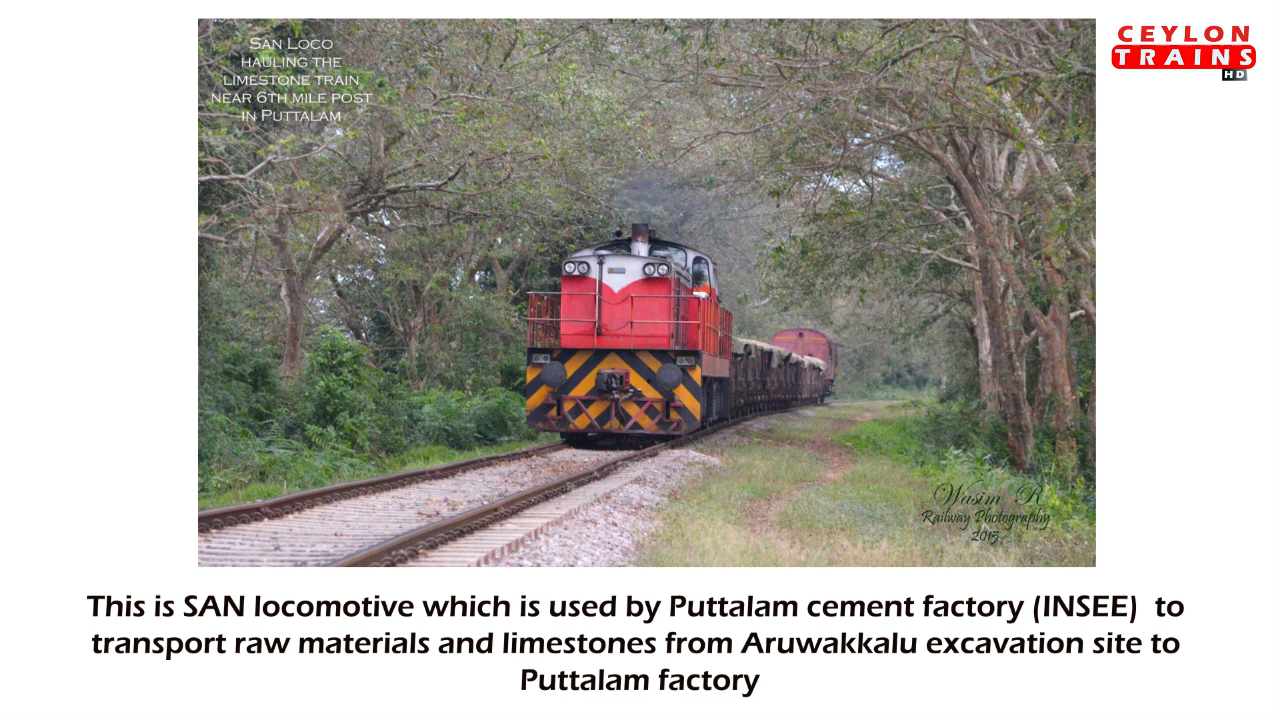 SAN LOCO
HAULING THE
LIMESTONE TRAIN
NEAR 6TH MILE POST
IN PUTTALAM
CEYLON
TRAINS
HD
Wasim R
Railway Photography
2015
This is SAN locomotive which is used by Puttalam cement factory (INSEE) to
transport raw materials and limestones from Aruwakkalu excavation site to
Puttalam factory